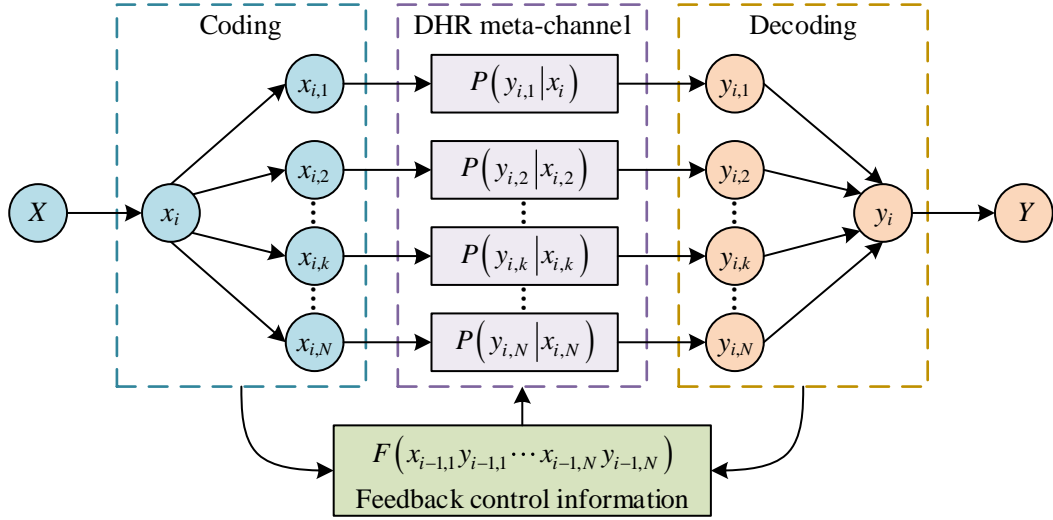 Coding DHR meta-channel Decoding
x_{i,1} P(y_{i,1}|x_i) y_{i,1}
x_{i,2} P(y_{i,2}|x_{i,2}) y_{i,2}
X x_i y_i Y
x_{i,k} P(y_{i,k}|x_{i,k}) y_{i,k}
x_{i,N} P(y_{i,N}|x_{i,N}) y_{i,N}
F(x_{i-1,1} y_{i-1,1} ⋯ x_{i-1,N} y_{i-1,N})
Feedback control information